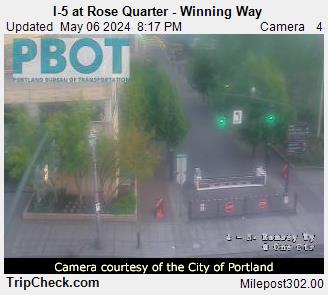 I-5 at Rose Quarter - Winning Way
Updated May 06 2024 8:17 PM Camera 4
PBOT
PORTLAND BUREAU OF TRANSPORTATION
Camera courtesy of the City of Portland
TripCheck.com Milepost302.00